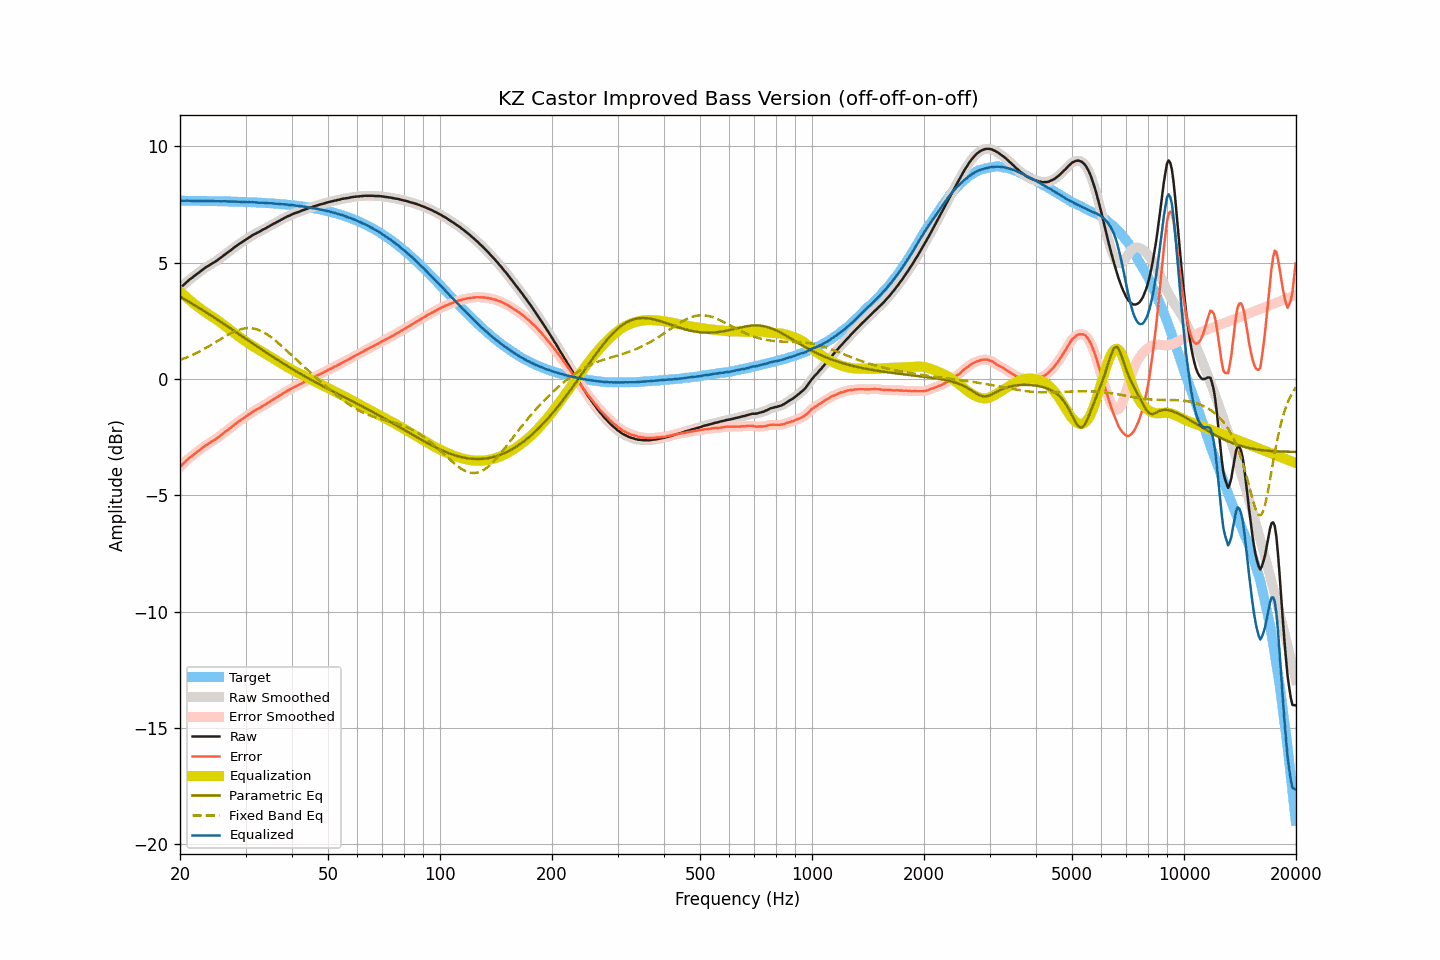 KZ Castor Improved Bass Version (off-off-on-off)
Amplitude (dBr)
10
5
0
−5
−10
−15
−20
Target
Raw Smoothed
Error Smoothed
Raw
Error
Equalization
Parametric Eq
Fixed Band Eq
Equalized
20 50 100 200 500 1000 2000 5000 10000 20000
Frequency (Hz)